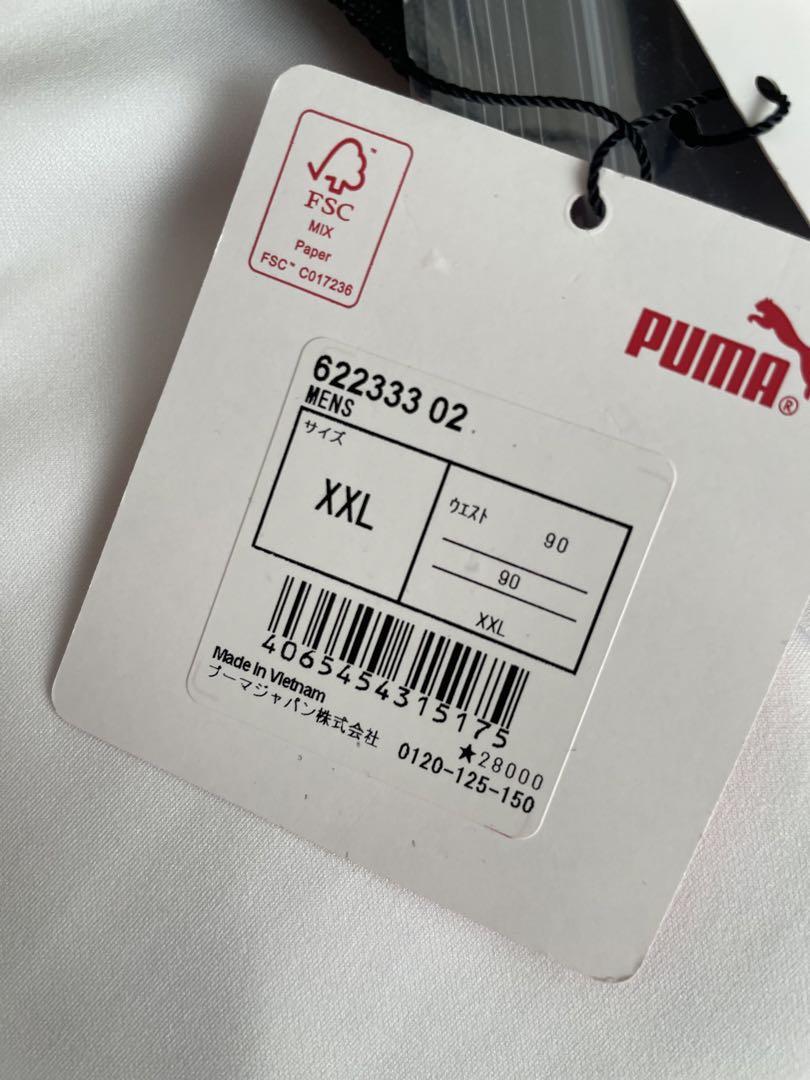 FSC™
MIX
Paper
FSC™ C017236
PUMA®
622333 02
MENS
サイズ
XXL
ウエスト 90
90
XXL
4065454315175
Made in Vietnam
プーマジャパン株式会社
★28000
0120-125-150